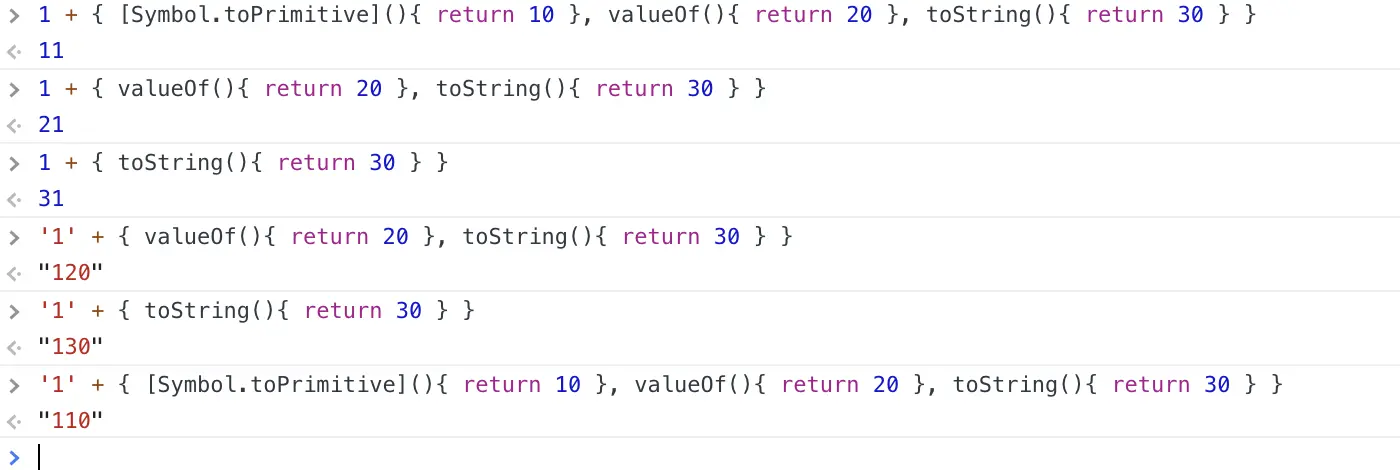 > 1 + { [Symbol.toPrimitive](){ return 10 }, valueOf(){ return 20 }, toString(){ return 30 } }
11
> 1 + { valueOf(){ return 20 }, toString(){ return 30 } }
21
> 1 + { toString(){ return 30 } }
31
> '1' + { valueOf(){ return 20 }, toString(){ return 30 } }
"120"
> '1' + { toString(){ return 30 } }
"130"
> '1' + { [Symbol.toPrimitive](){ return 10 }, valueOf(){ return 20 }, toString(){ return 30 } }
"110"
>